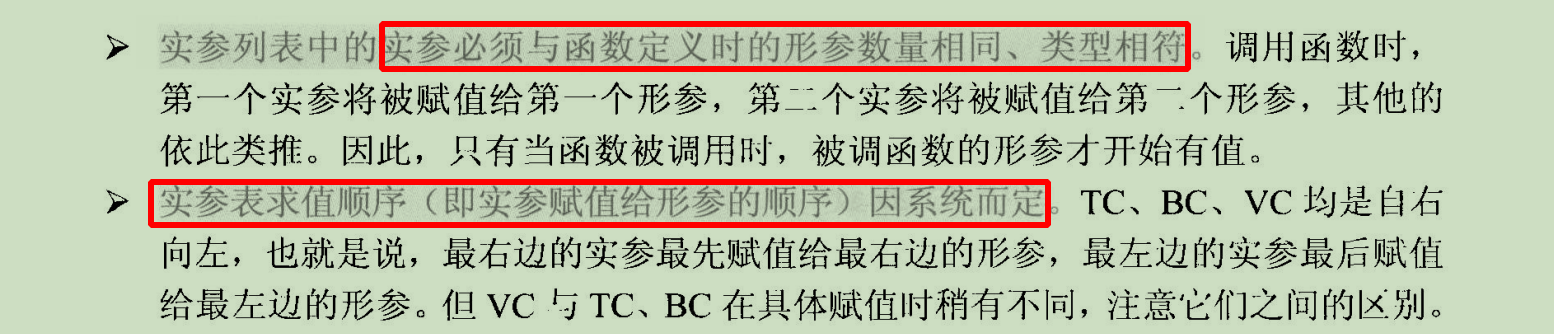 ➢ 实参列表中的实参必须与函数定义时的形参数量相同、类型相符。调用函数时，
第一个实参将被赋值给第一个形参，第二个实参将被赋值给第二个形参，其他的
依此类推。因此，只有当函数被调用时，被调函数的形参才开始有值。
➢ 实参表求值顺序（即实参赋值给形参的顺序）因系统而定。TC、BC、VC 均是自右
向左，也就是说，最右边的实参最先赋值给最右边的形参，最左边的实参最后赋值
给最左边的形参。但 VC 与 TC、BC 在具体赋值时稍有不同，注意它们之间的区别。